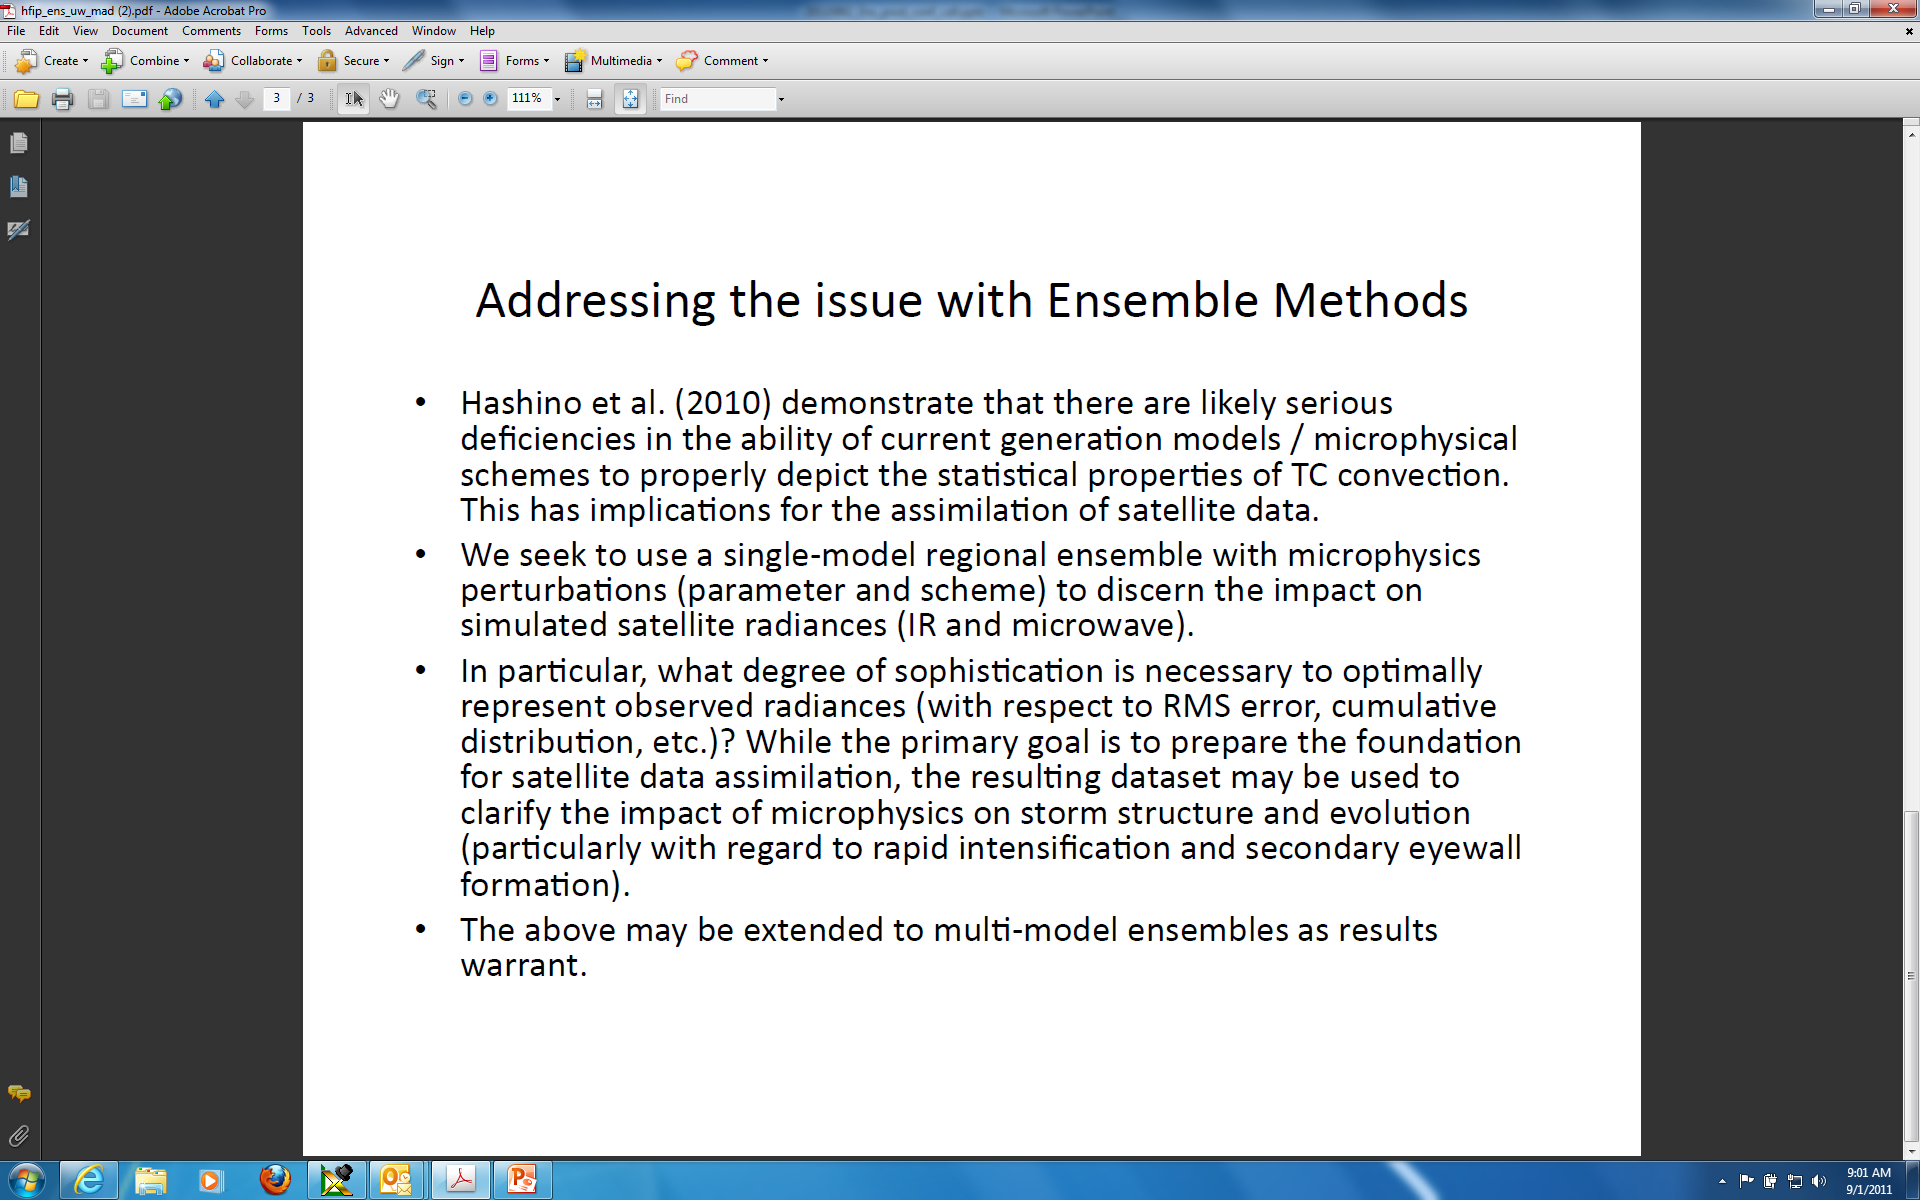 hfip_ens_uw_mad (2).pdf - Adobe Acrobat Pro
File Edit View Document Comments Forms Tools Advanced Window Help
Create Combine Collaborate Secure Sign Forms Multimedia Comment
3 / 3 111% Find
Addressing the issue with Ensemble Methods
• Hashino et al. (2010) demonstrate that there are likely serious
deficiencies in the ability of current generation models / microphysical
schemes to properly depict the statistical properties of TC convection.
This has implications for the assimilation of satellite data.
• We seek to use a single-model regional ensemble with microphysics
perturbations (parameter and scheme) to discern the impact on
simulated satellite radiances (IR and microwave).
• In particular, what degree of sophistication is necessary to optimally
represent observed radiances (with respect to RMS error, cumulative
distribution, etc.)? While the primary goal is to prepare the foundation
for satellite data assimilation, the resulting dataset may be used to
clarify the impact of microphysics on storm structure and evolution
(particularly with regard to rapid intensification and secondary eyewall
formation).
• The above may be extended to multi-model ensembles as results
warrant.
9:01 AM
9/1/2011